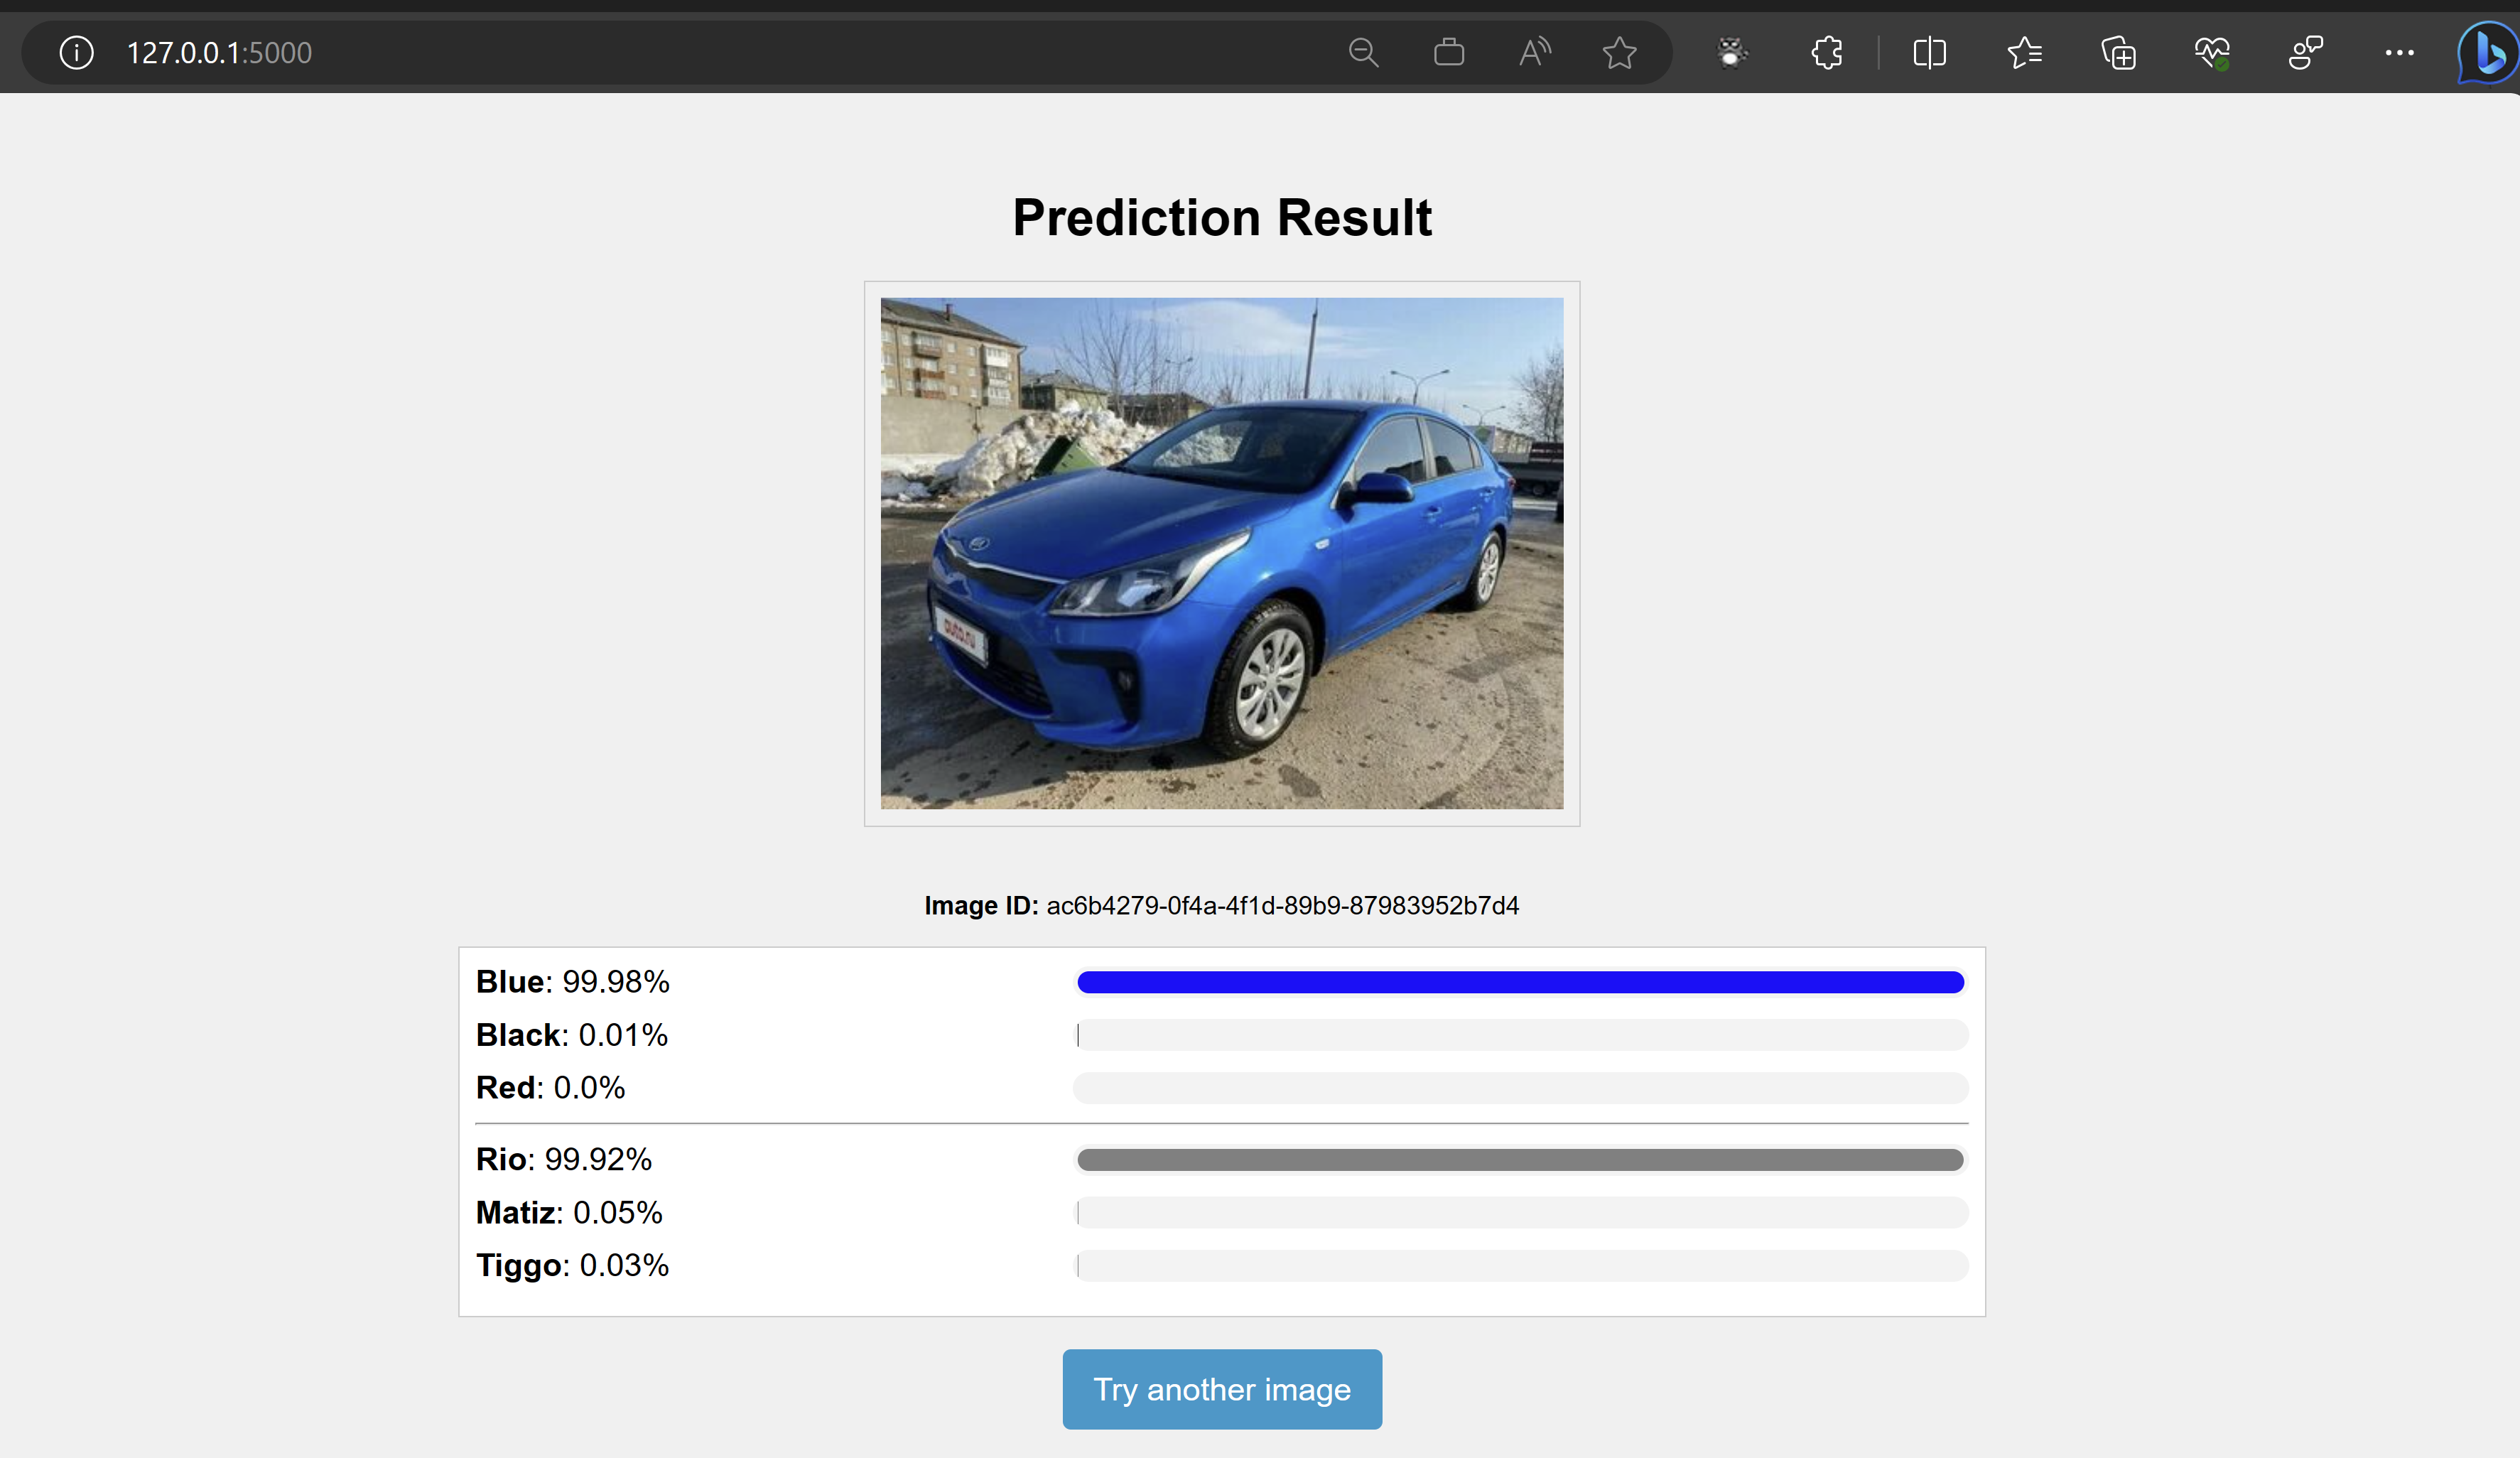 127.0.0.1:5000
Prediction Result
auto.ru
Image ID: ac6b4279-0f4a-4f1d-89b9-87983952b7d4
Blue: 99.98%
Black: 0.01%
Red: 0.0%
Rio: 99.92%
Matiz: 0.05%
Tiggo: 0.03%
Try another image